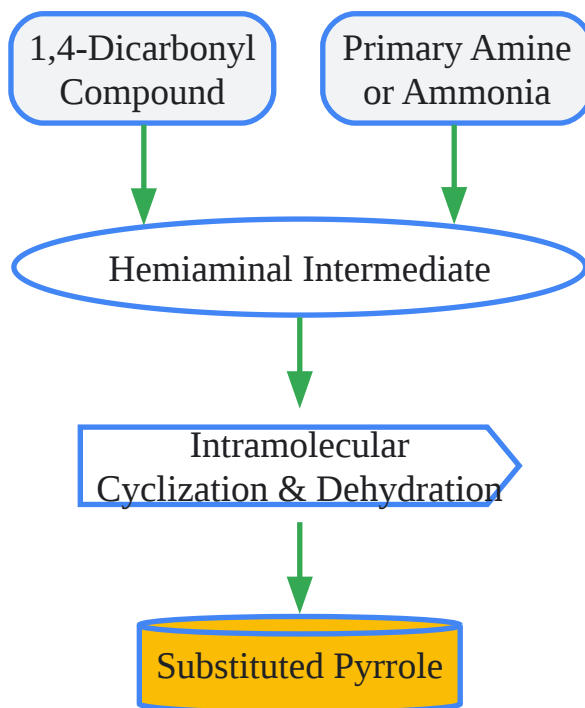 1,4-Dicarbonyl
Compound
Primary Amine
or Ammonia
Hemiaminal Intermediate
Intramolecular
Cyclization & Dehydration
Substituted Pyrrole